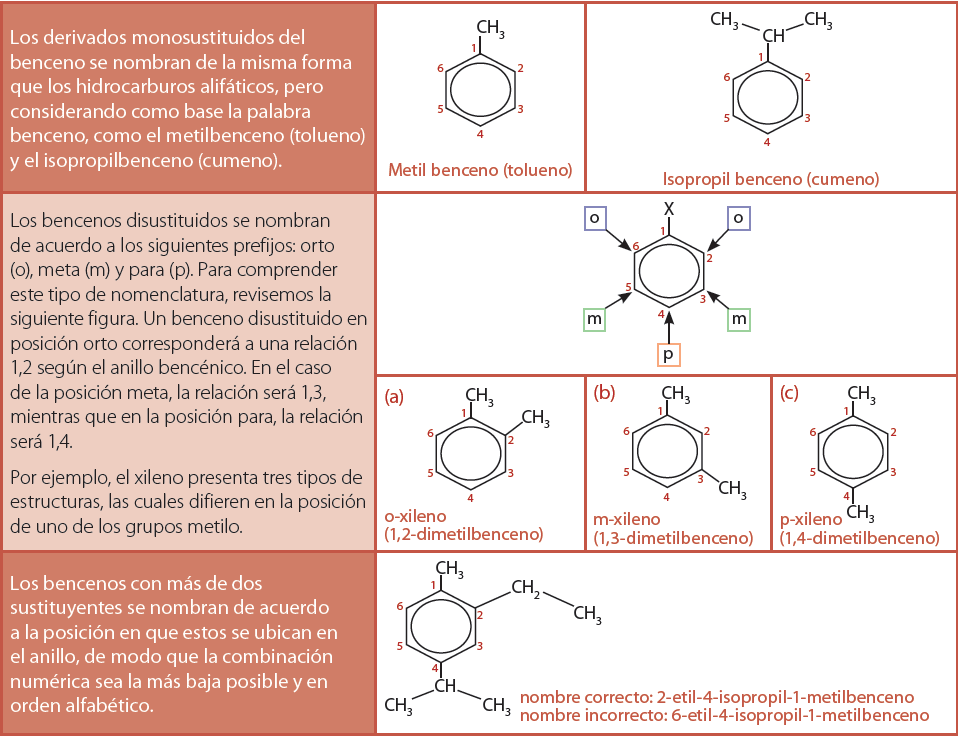 Los derivados monosustituidos del
benceno se nombran de la misma forma
que los hidrocarburos alifáticos, pero
considerando como base la palabra
benceno, como el metilbenceno (tolueno)
y el isopropilbenceno (cumeno).
CH3
1
6
2
5
3
4
Metil benceno (tolueno)
CH3
CH3
CH
1
6
2
5
3
4
Isopropil benceno (cumeno)
Los bencenos disustituidos se nombran
de acuerdo a los siguientes prefijos: orto
(o), meta (m) y para (p). Para comprender
este tipo de nomenclatura, revisemos la
siguiente figura. Un benceno disustituido en
posición orto corresponderá a una relación
1,2 según el anillo bencénico. En el caso
de la posición meta, la relación será 1,3,
mientras que en la posición para, la relación
será 1,4.
Por ejemplo, el xileno presenta tres tipos de
estructuras, las cuales difieren en la posición
de uno de los grupos metilo.
o
X
o
1
6
2
5
3
4
m
m
p
(a)
CH3
1
CH3
6
2
5
3
4
o-xileno
(1,2-dimetilbenceno)
(b)
CH3
1
6
2
5
3
4
CH3
m-xileno
(1,3-dimetilbenceno)
(c)
CH3
1
6
2
5
3
4
CH3
p-xileno
(1,4-dimetilbenceno)
Los bencenos con más de dos
sustituyentes se nombran de acuerdo
a la posición en que estos se ubican en
el anillo, de modo que la combinación
numérica sea la más baja posible y en
orden alfabético.
CH3
1
CH2
6
2
CH3
5
3
4
CH
CH3
CH3
nombre correcto: 2-etil-4-isopropil-1-metilbenceno
nombre incorrecto: 6-etil-4-isopropil-1-metilbenceno